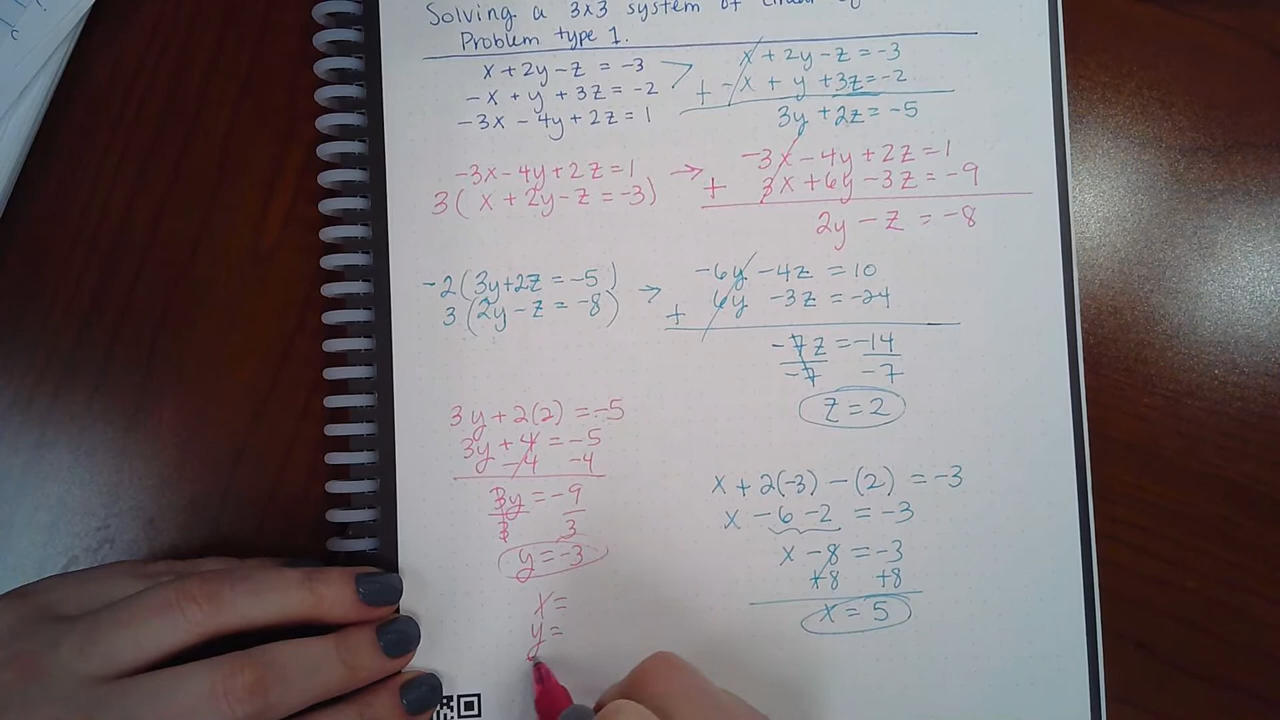 Solving a 3x3 system of
Problem type 1.
x + 2y - z = -3
-x + y + 3z = -2
-3x - 4y + 2z = 1
x + 2y - z = -3
+ -x + y + 3z = -2
3y + 2z = -5
-3x - 4y + 2z = 1
3( x + 2y - z = -3)
→ -3x - 4y + 2z = 1
+ 3x + 6y - 3z = -9
2y - z = -8
-2(3y + 2z = -5)
3(2y - z = -8)
→ -6y - 4z = 10
+ 6y - 3z = -24
-7z = -14
-7 -7
z = 2
3y + 2(2) = -5
3y + 4 = -5
-4 -4
3y = -9
3 3
y = -3
x + 2(-3) - (2) = -3
x - 6 - 2 = -3
x - 8 = -3
+8 +8
x = 5
x =
y =
c